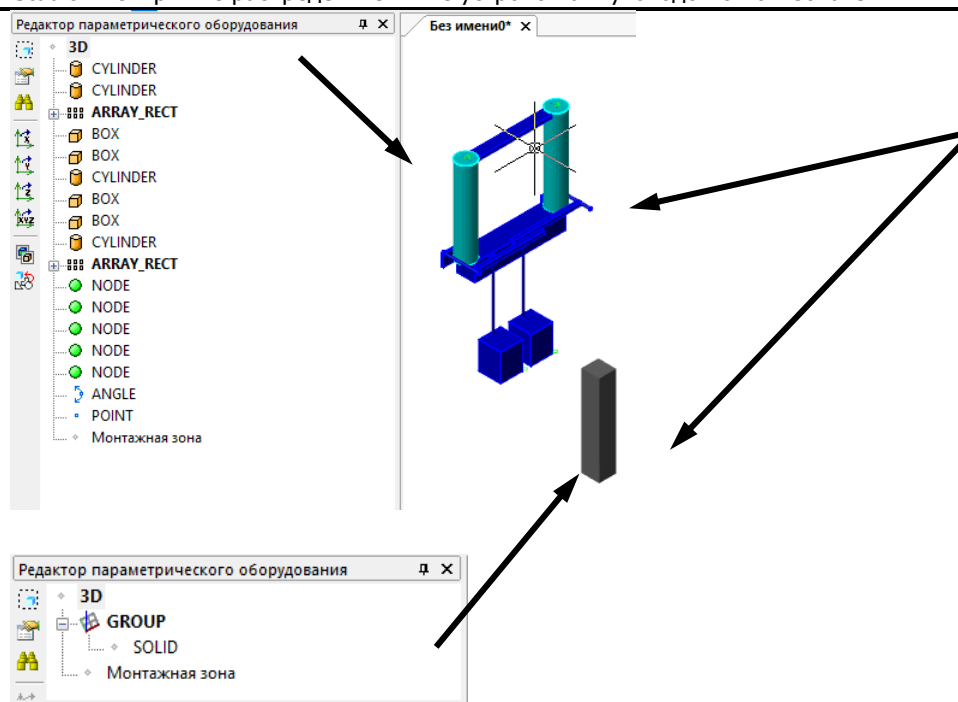 Редактор параметрического оборудования
Без имени0*
3D
CYLINDER
CYLINDER
ARRAY_RECT
BOX
BOX
CYLINDER
BOX
BOX
CYLINDER
ARRAY_RECT
NODE
NODE
NODE
NODE
NODE
ANGLE
POINT
Монтажная зона
Редактор параметрического оборудования
3D
GROUP
SOLID
Монтажная зона